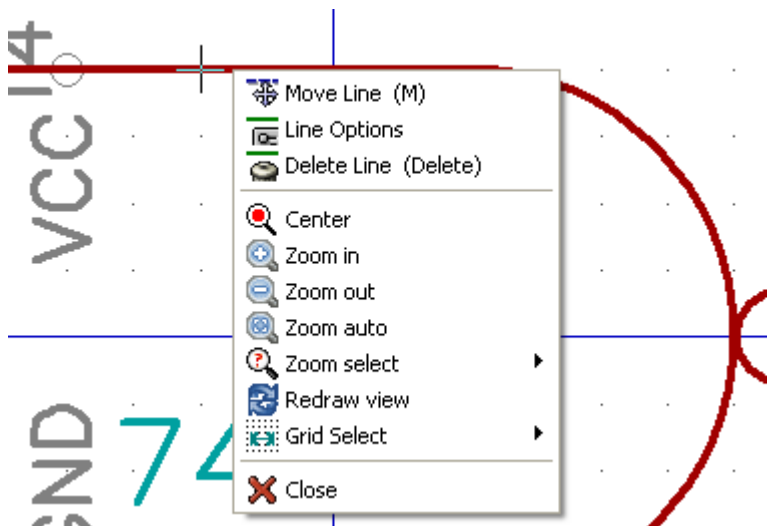 14
VCC
GND
74
Move Line (M)
Line Options
Delete Line (Delete)
Center
Zoom in
Zoom out
Zoom auto
Zoom select
Redraw view
Grid Select
Close